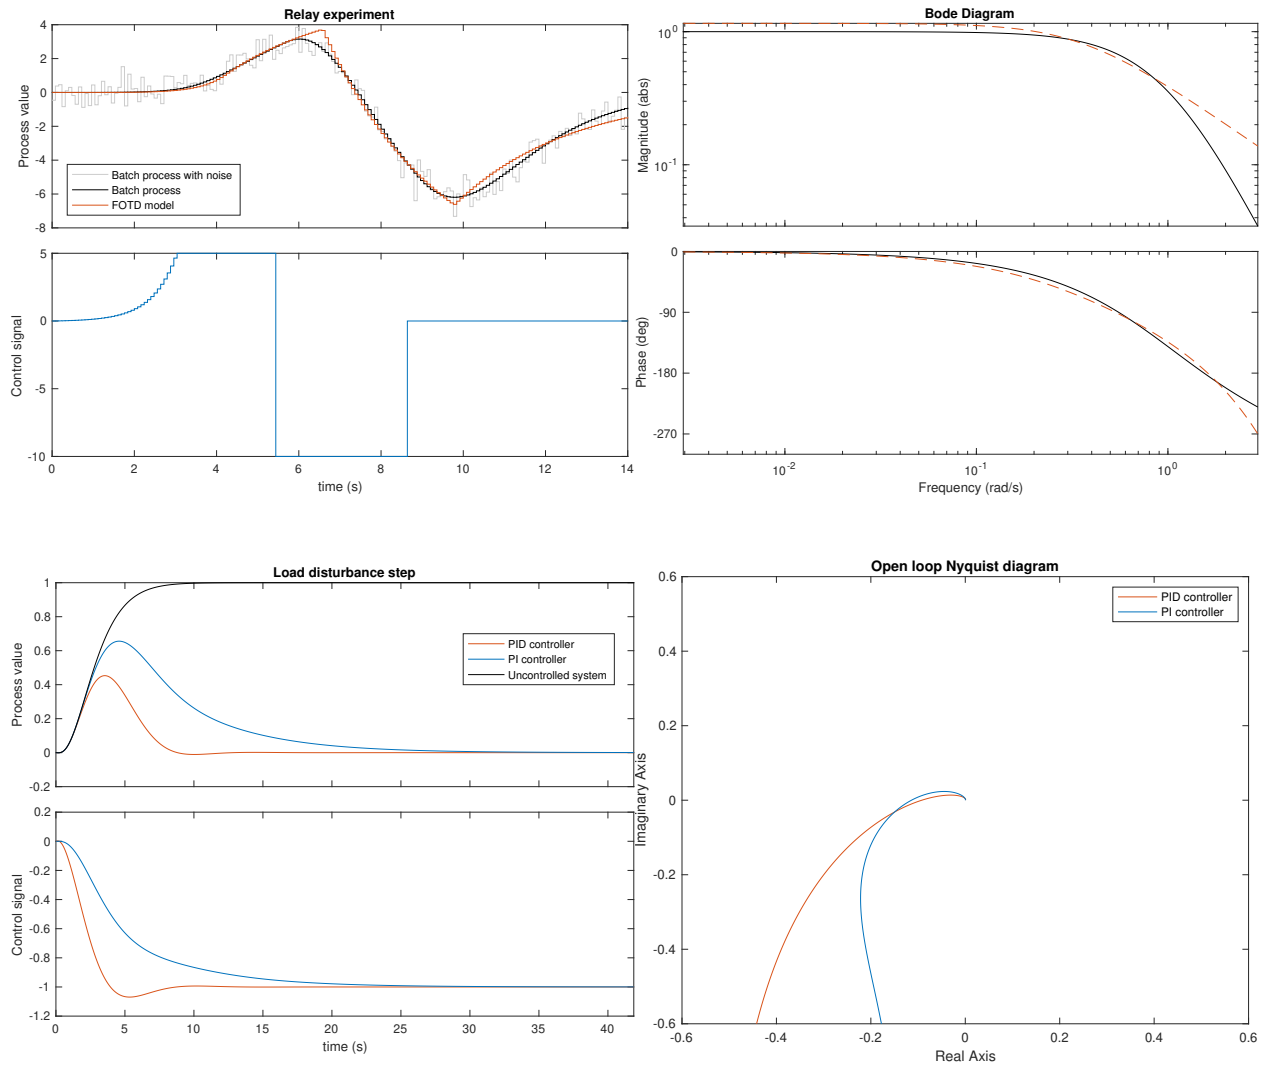 Relay experiment
4
2
0
-2
-4
-6
-8
Process value
Batch process with noise
Batch process
FOTD model
5
0
-5
-10
Control signal
0 2 4 6 8 10 12 14
time (s)
Bode Diagram
10^0
10^-1
Magnitude (abs)
0
-90
-180
-270
Phase (deg)
10^-2 10^-1 10^0
Frequency (rad/s)
Load disturbance step
1
0.8
0.6
0.4
0.2
0
-0.2
Process value
PID controller
PI controller
Uncontrolled system
0.2
0
-0.2
-0.4
-0.6
-0.8
-1
-1.2
Control signal
0 5 10 15 20 25 30 35 40
time (s)
Open loop Nyquist diagram
0.6
0.4
0.2
0
-0.2
-0.4
-0.6
Imaginary Axis
PID controller
PI controller
-0.6 -0.4 -0.2 0 0.2 0.4 0.6
Real Axis